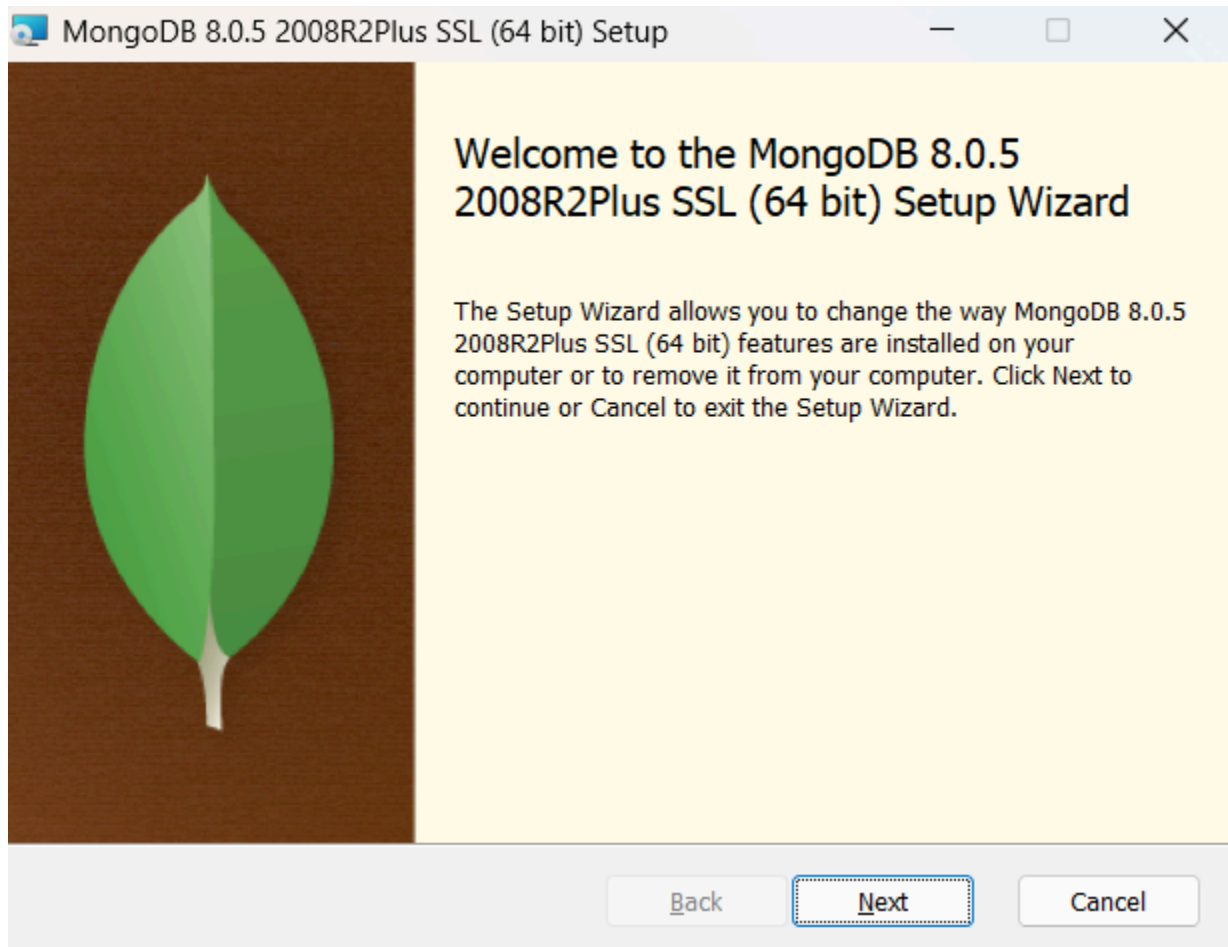 MongoDB 8.0.5 2008R2Plus SSL (64 bit) Setup
Welcome to the MongoDB 8.0.5
2008R2Plus SSL (64 bit) Setup Wizard
The Setup Wizard allows you to change the way MongoDB 8.0.5
2008R2Plus SSL (64 bit) features are installed on your
computer or to remove it from your computer. Click Next to
continue or Cancel to exit the Setup Wizard.
Back Next Cancel